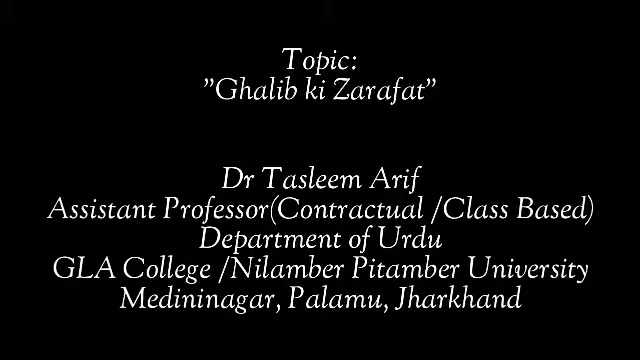 Topic:
"Ghalib ki Zarafat"
Dr Tasleem Arif
Assistant Professor(Contractual /Class Based)
Department of Urdu
GLA College /Nilamber Pitamber University
Medininagar, Palamu, Jharkhand